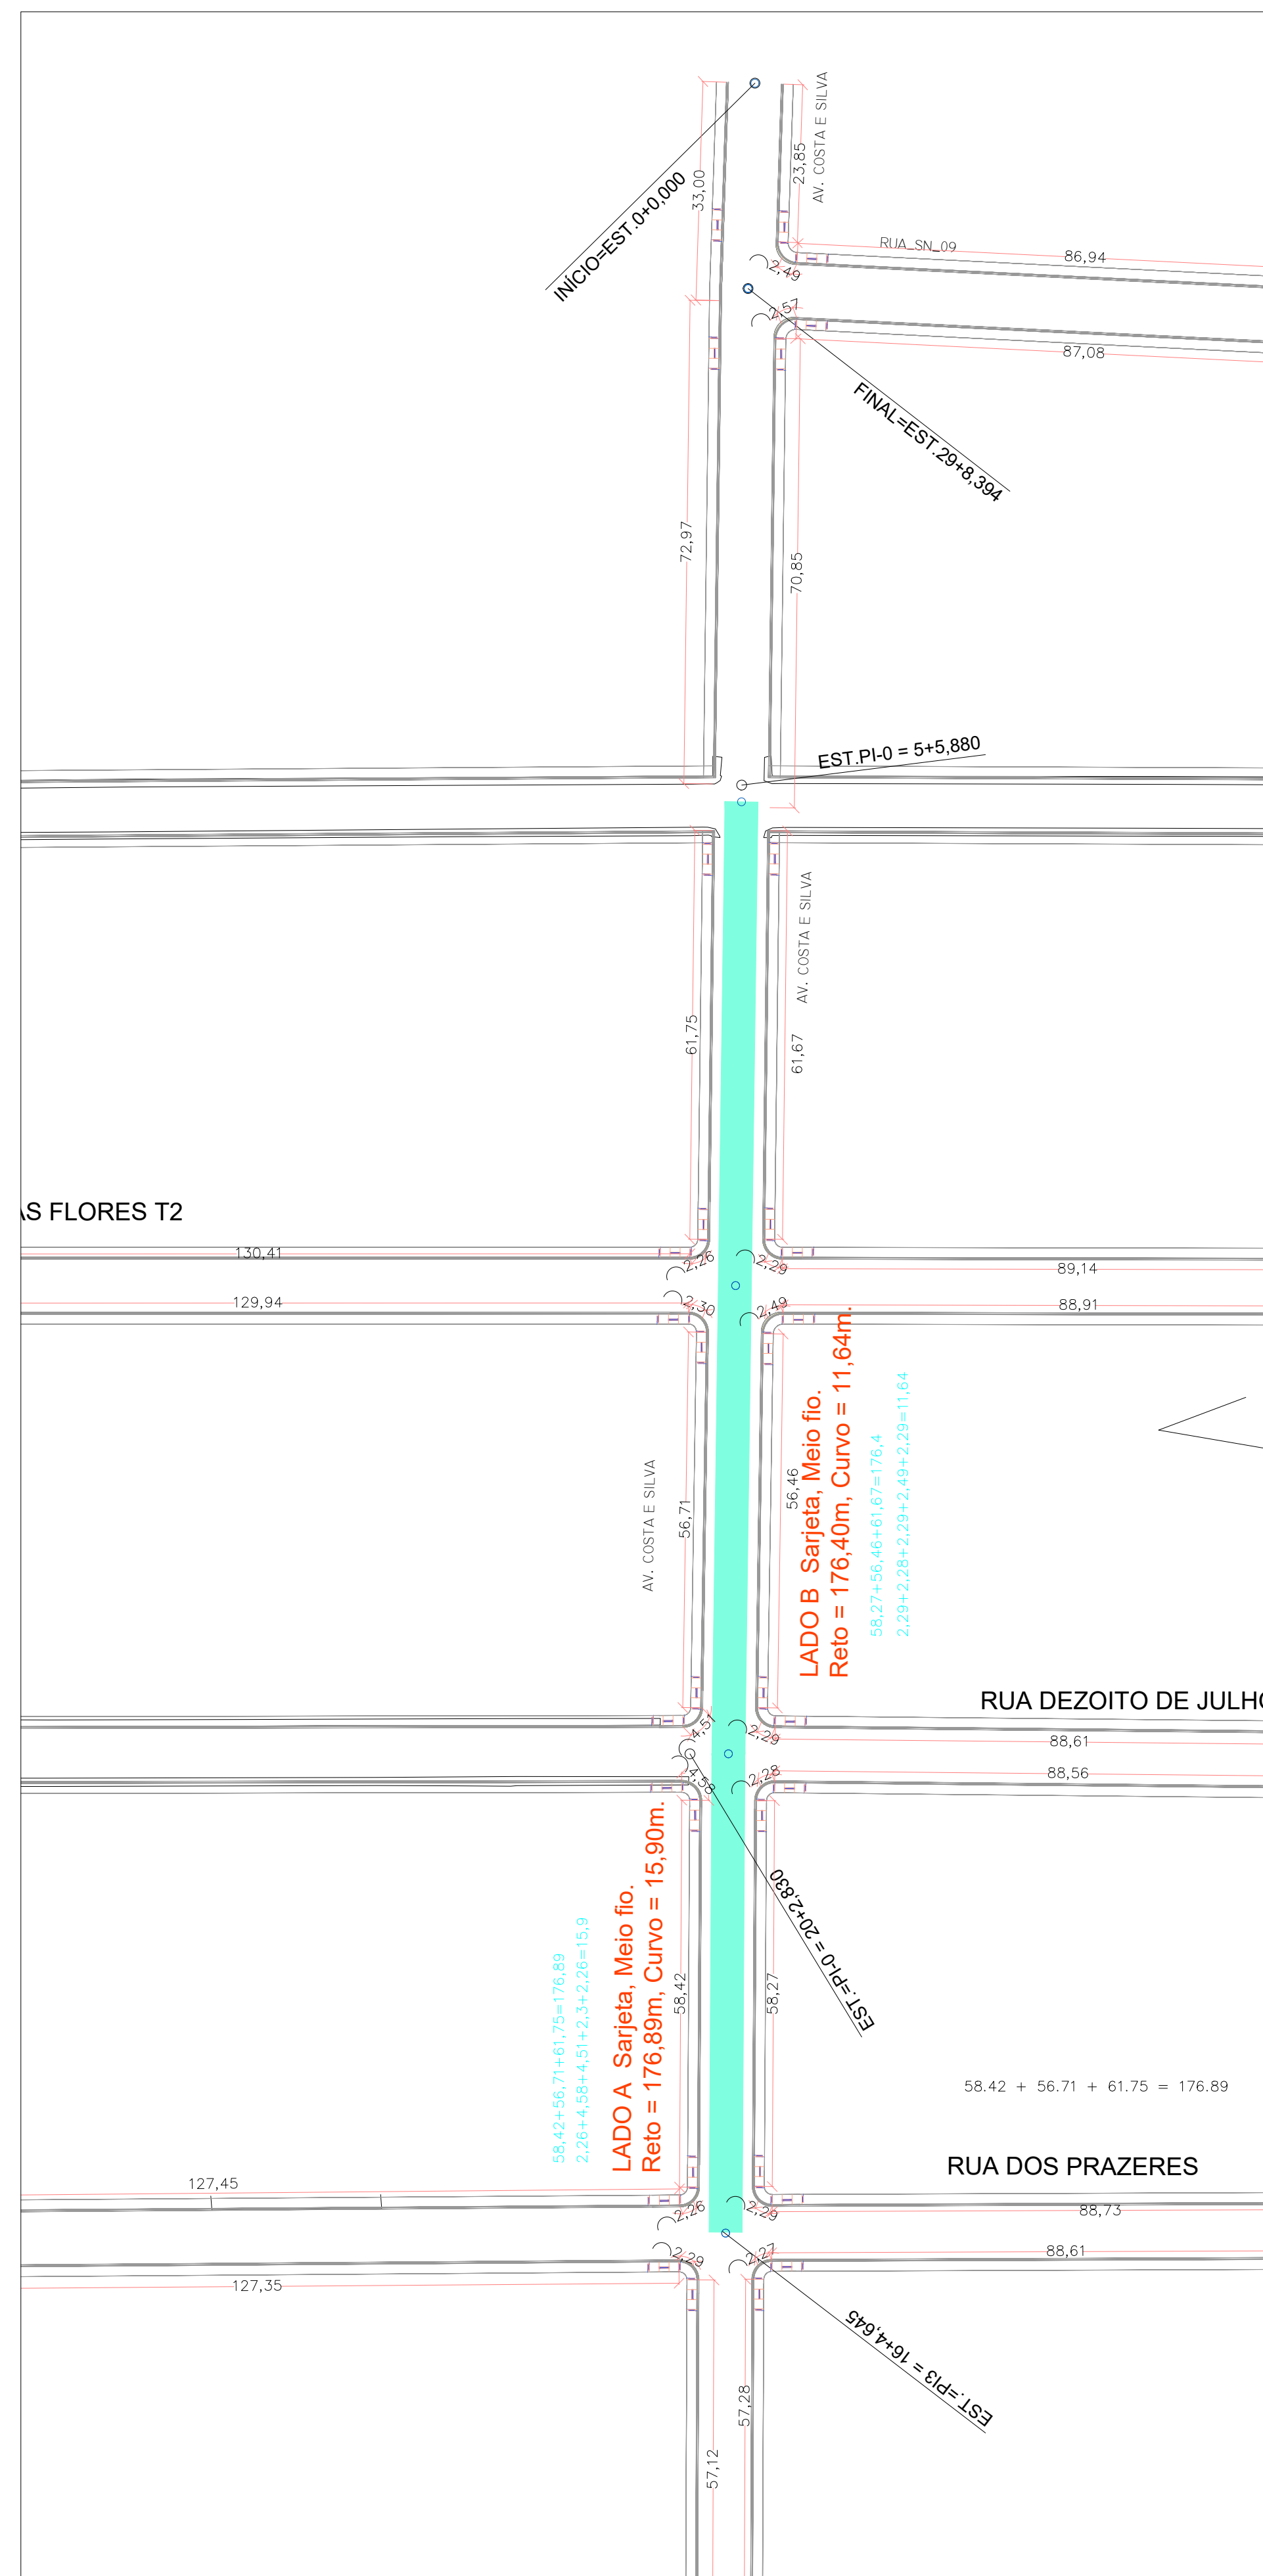 AV. COSTA E SILVA
23,85
33,00
INÍCIO=EST.0+0,000
RUA_SN_09
86,94
2,49
2,57
87,08
FINAL=EST.29+8,394
72,97
70,85
EST.PI-0 = 5+5,880
AV. COSTA E SILVA
61,75
61,67
AS FLORES T2
130,41
2,26
2,29
89,14
129,94
2,30
2,49
88,91
LADO B Sarjeta, Meio fio.
Reto = 176,40m, Curvo = 11,64m.
58,27+56,46+61,67=176,4
2,29+2,28+2,29+2,49+2,29=11,64
56,46
AV. COSTA E SILVA
56,71
RUA DEZOITO DE JULHO
4,51
2,29
88,61
4,58
2,28
88,56
EST.=PI-0 = 20+2,830
58,42+56,71+61,75=176,89
2,26+4,58+4,51+2,3+2,26=15,9
LADO A Sarjeta, Meio fio.
Reto = 176,89m, Curvo = 15,90m.
58,42
58,27
58.42 + 56.71 + 61.75 = 176.89
RUA DOS PRAZERES
127,45
2,26
2,29
88,73
2,29
2,27
88,61
127,35
EST.=PI3 = 16+4,645
57,28
57,12